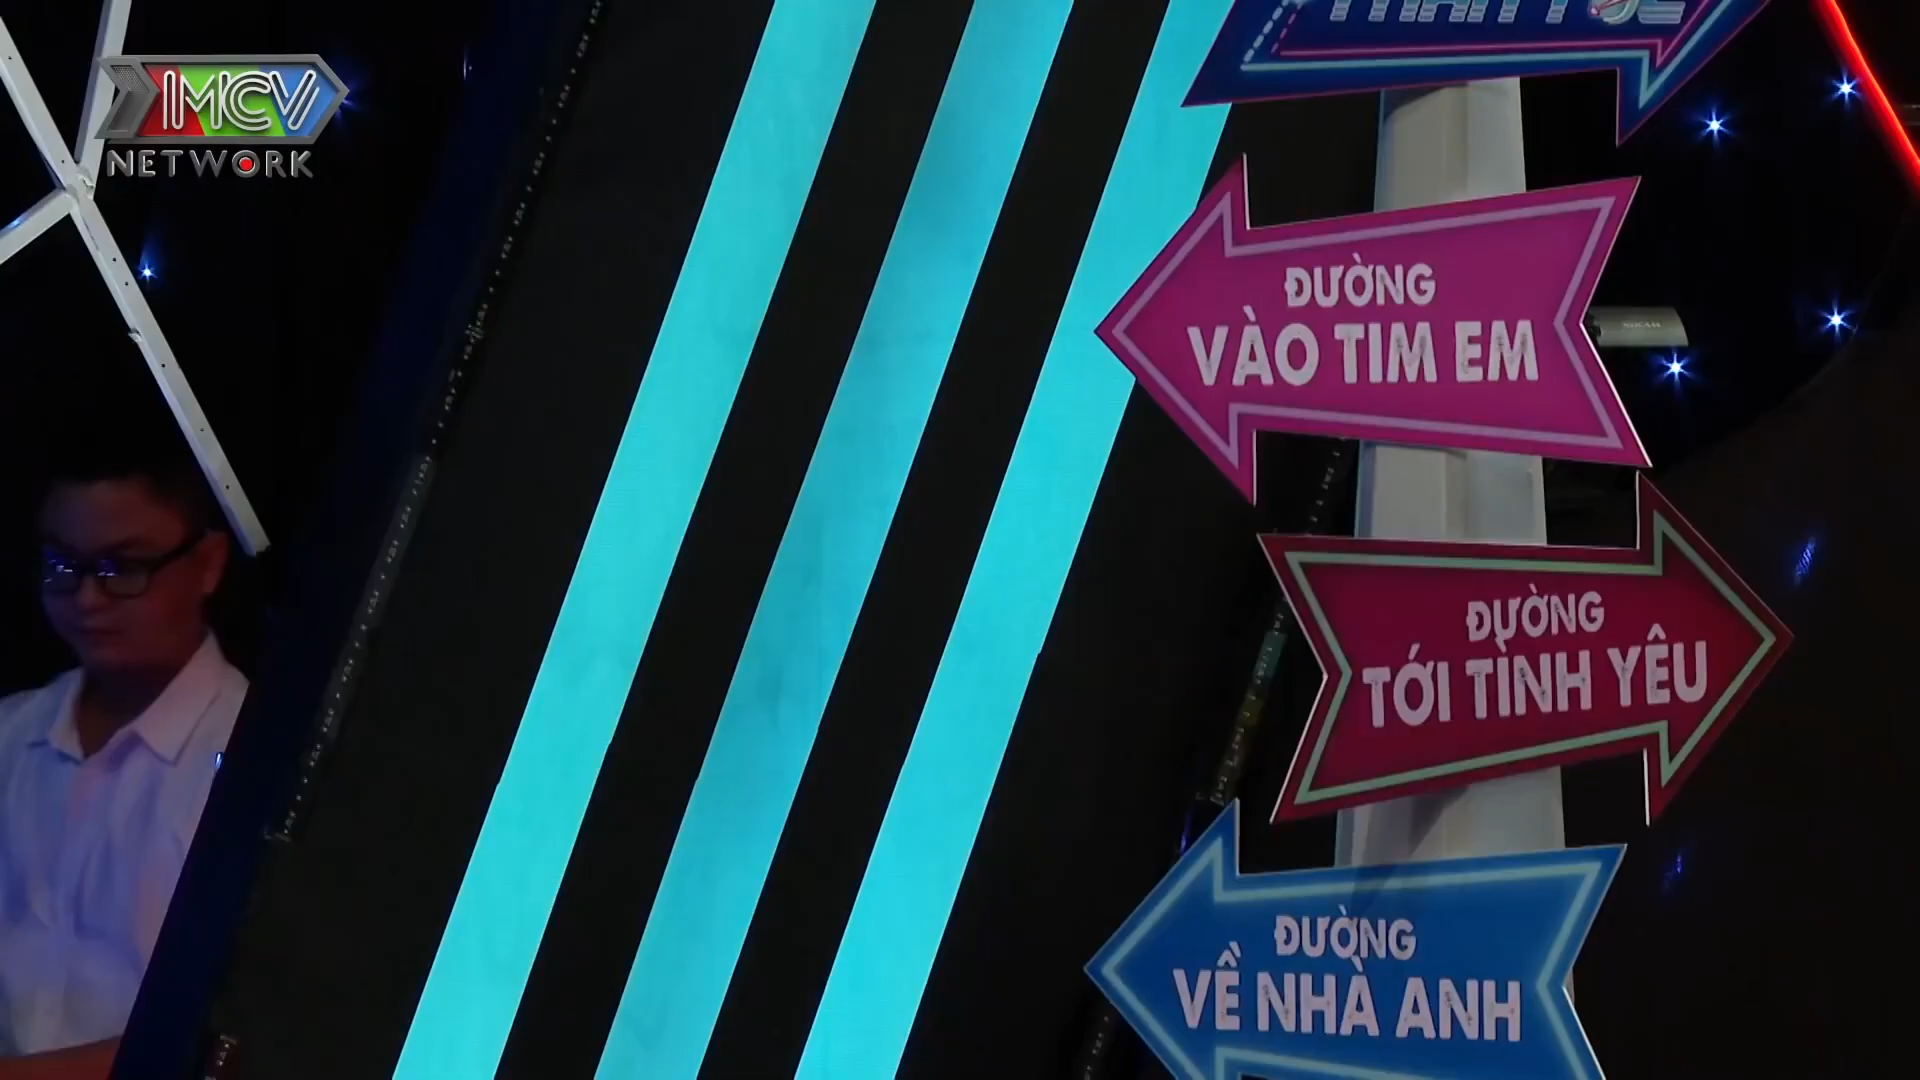 MCV
NETWORK
ĐƯỜNG
VÀO TIM EM
ĐƯỜNG
TỚI TÌNH YÊU
ĐƯỜNG
VỀ NHÀ ANH